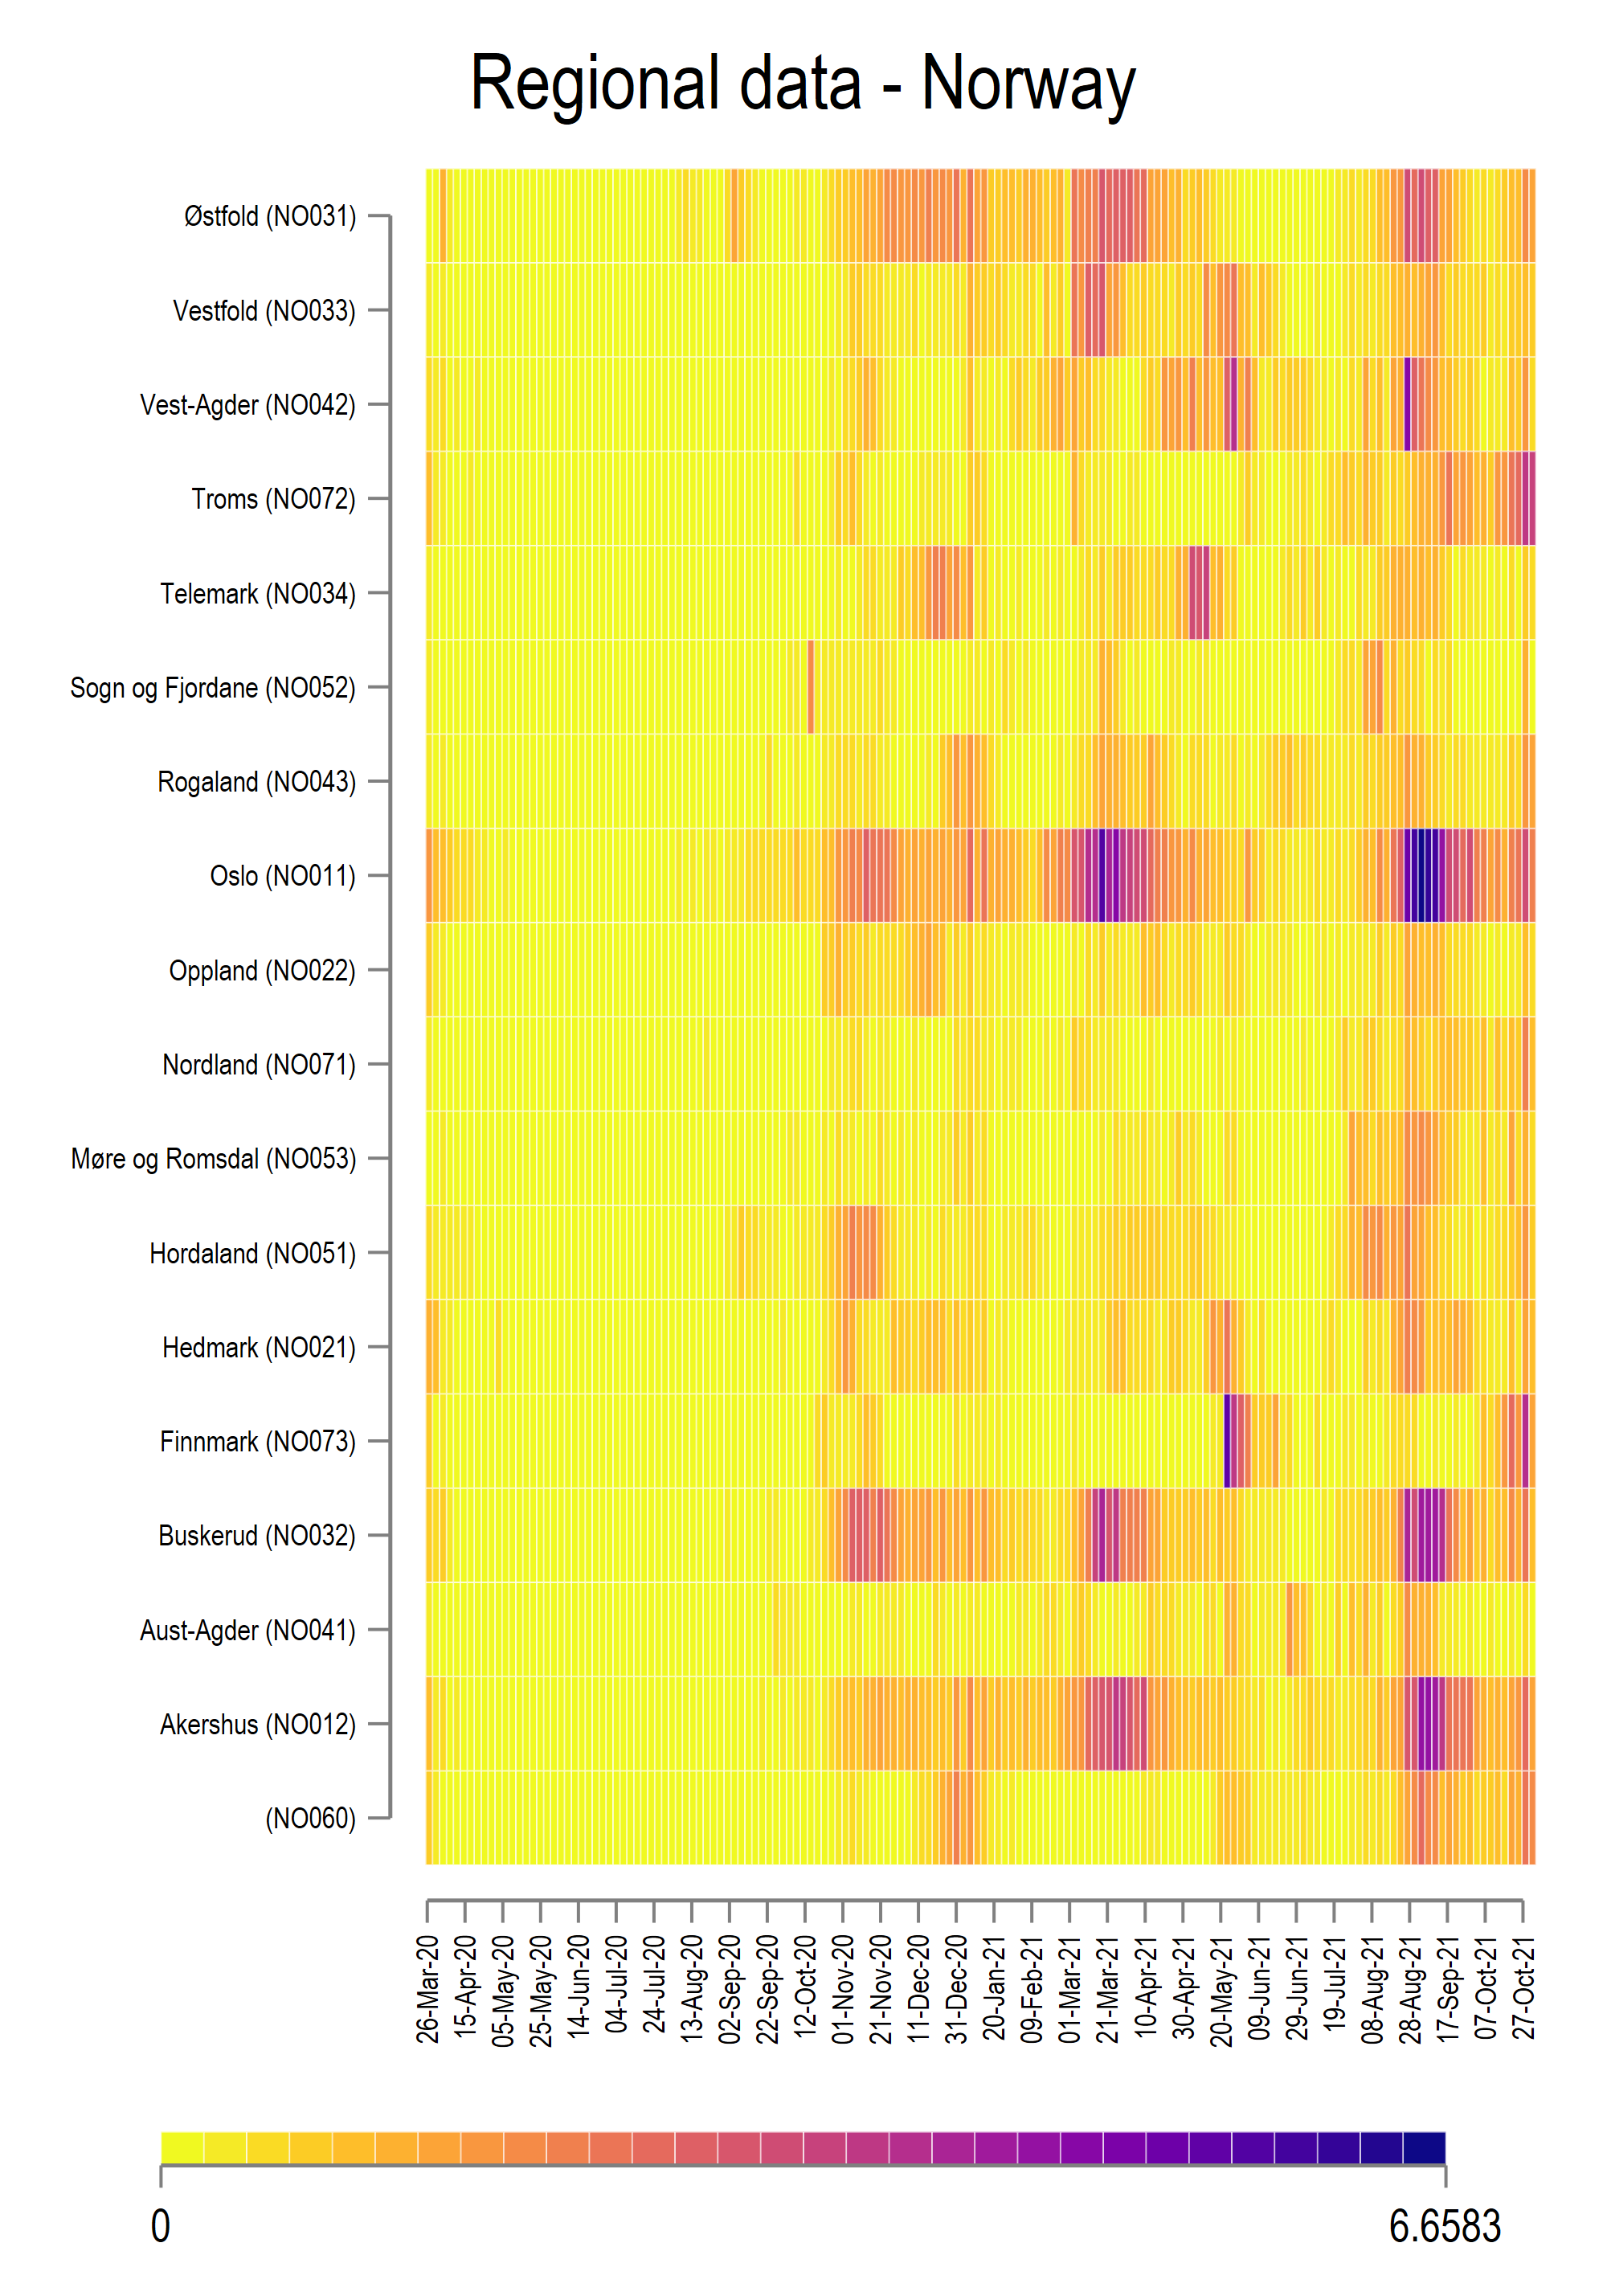 Regional data - Norway
Østfold (NO031)
Vestfold (NO033)
Vest-Agder (NO042)
Troms (NO072)
Telemark (NO034)
Sogn og Fjordane (NO052)
Rogaland (NO043)
Oslo (NO011)
Oppland (NO022)
Nordland (NO071)
Møre og Romsdal (NO053)
Hordaland (NO051)
Hedmark (NO021)
Finnmark (NO073)
Buskerud (NO032)
Aust-Agder (NO041)
Akershus (NO012)
(NO060)
26-Mar-20
15-Apr-20
05-May-20
25-May-20
14-Jun-20
04-Jul-20
24-Jul-20
13-Aug-20
02-Sep-20
22-Sep-20
12-Oct-20
01-Nov-20
21-Nov-20
11-Dec-20
31-Dec-20
20-Jan-21
09-Feb-21
01-Mar-21
21-Mar-21
10-Apr-21
30-Apr-21
20-May-21
09-Jun-21
29-Jun-21
19-Jul-21
08-Aug-21
28-Aug-21
17-Sep-21
07-Oct-21
27-Oct-21
0
6.6583